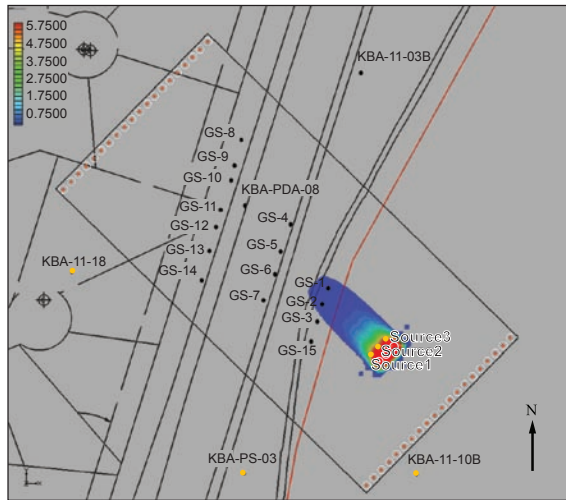 5.7500
4.7500
3.7500
2.7500
1.7500
0.7500
KBA-11-03B
GS-8
GS-9
GS-10
KBA-PDA-08
GS-11
GS-4
GS-12
GS-13
GS-5
KBA-11-18
GS-14
GS-6
GS-1
GS-7
GS-2
GS-3
Source3
GS-15
Source2
Source1
N
KBA-PS-03
KBA-11-10B